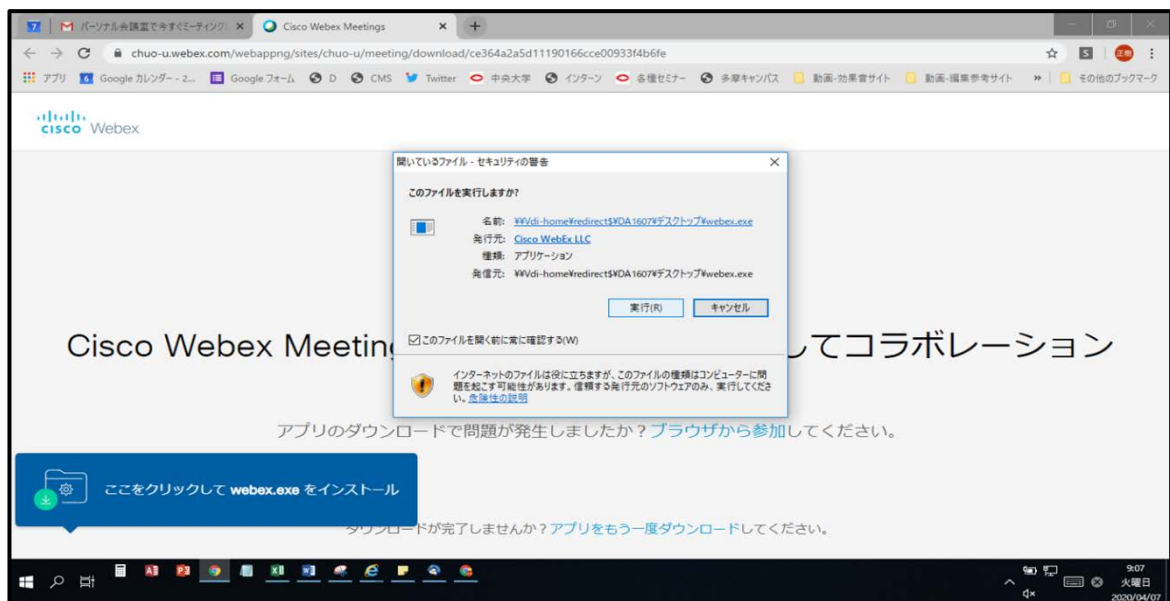 パーソナル会議室で今すぐミーティング
Cisco Webex Meetings
chuo-u.webex.com/webappng/sites/chuo-u/meeting/download/ce364a2a5d11190166cce00933f4b6fe
アプリ Google カレンダー - 2... Google フォーム D CMS Twitter 中央大学 インターン 各種セミナー 多摩キャンパス 動画-効果音サイト 動画-編集参考サイト » その他のブックマーク
cisco Webex
開いているファイル - セキュリティの警告
このファイルを実行しますか?
名前: ¥¥Vdi-home¥redirect$¥DA1607¥デスクトップ¥webex.exe
発行元: Cisco WebEx LLC
種類: アプリケーション
発信元: ¥¥Vdi-home¥redirect$¥DA1607¥デスクトップ¥webex.exe
実行(R) キャンセル
このファイルを開く前に常に確認する(W)
インターネットのファイルは役に立ちますが、このファイルの種類はコンピューターに問
題を起こす可能性があります。信頼する発行元のソフトウェアのみ、実行してくださ
い。危険性の説明
Cisco Webex Meetin してコラボレーション
アプリのダウンロードで問題が発生しましたか？ブラウザから参加してください。
ここをクリックして webex.exe をインストール
ダウンロードが完了しませんか？アプリをもう一度ダウンロードしてください。
9:07
火曜日
2020/04/07